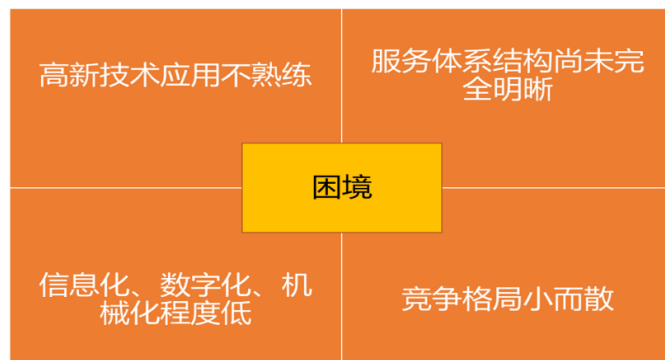 高新技术应用不熟练
服务体系结构尚未完
全明晰
困境
信息化、数字化、机
械化程度低
竞争格局小而散